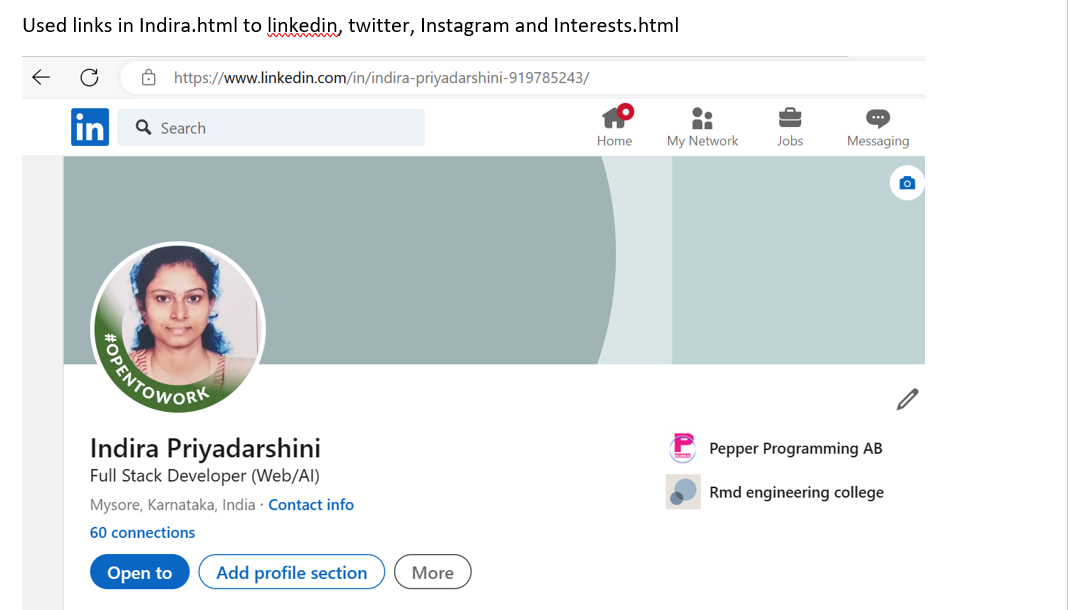 Used links in Indira.html to linkedin, twitter, Instagram and Interests.html
https://www.linkedin.com/in/indira-priyadarshini-919785243/
in Search Home My Network Jobs Messaging
#OPENTOWORK
Indira Priyadarshini
Full Stack Developer (Web/AI)
Mysore, Karnataka, India · Contact info
60 connections
Open to Add profile section More
P Pepper Programming AB
Rmd engineering college